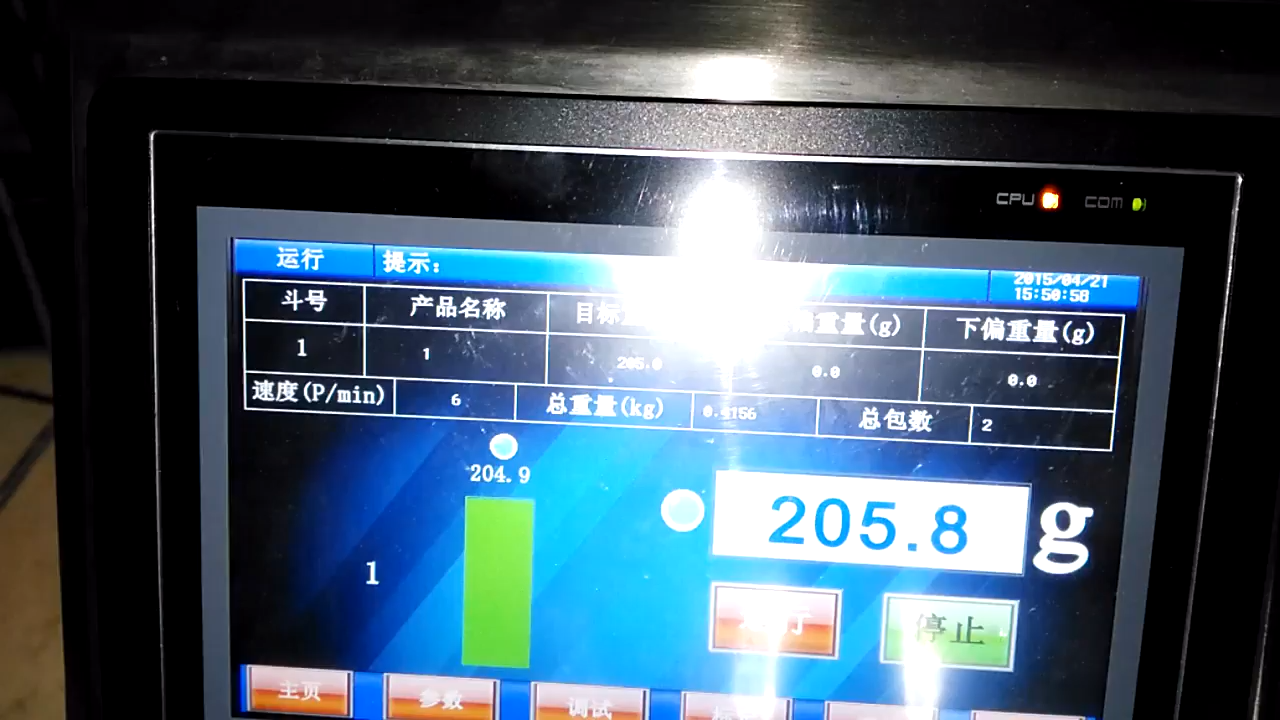 CPU COM
运行 提示： 2015/04/21
15:50:58
斗号 产品名称 目标 重量(g) 下偏重量(g)
1 1 205.0 0.0 0.0
速度(P/min) 6 总重量(kg) 0.4156 总包数 2
204.9
205.8 g
1
停止
主页 参数 调试